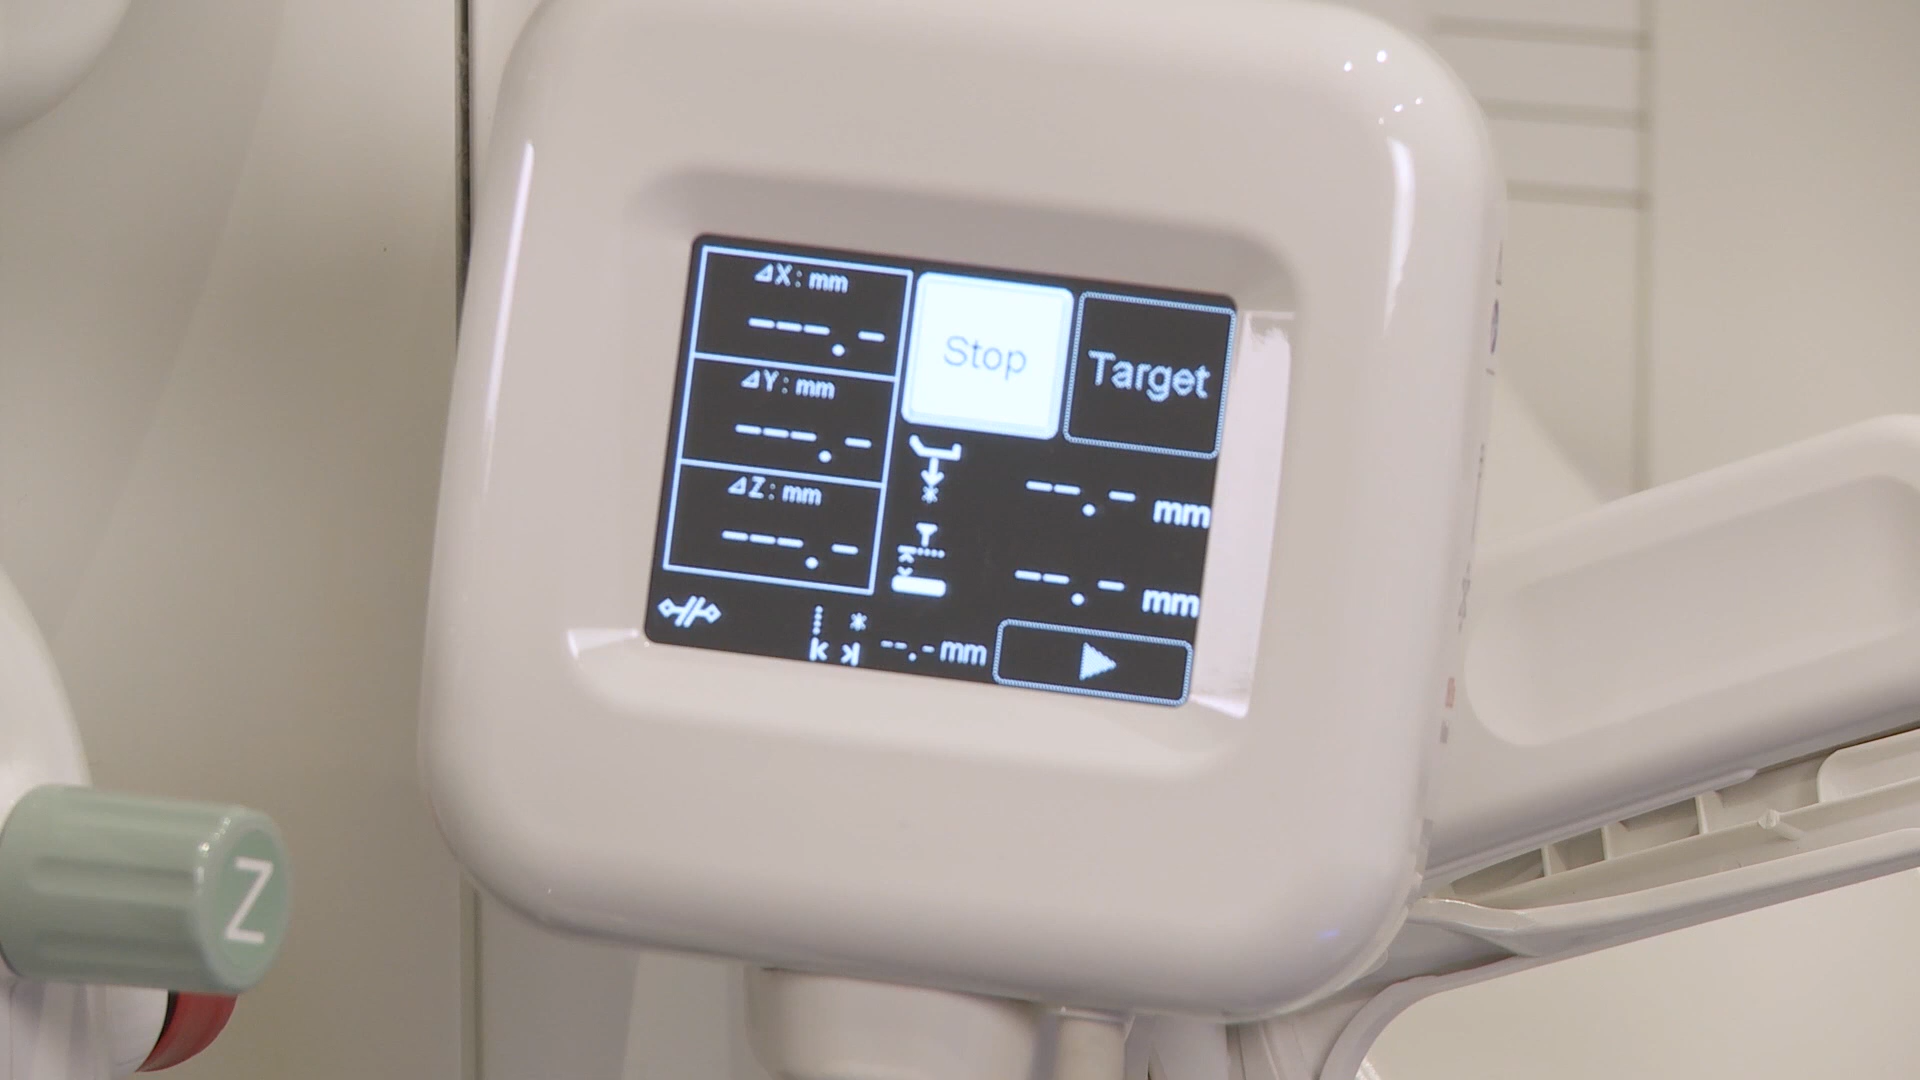 ⊿X: mm
---.-
⊿Y: mm
---.-
⊿Z: mm
---.-
Stop
Target
--.- mm
--.- mm
--.- mm
Z